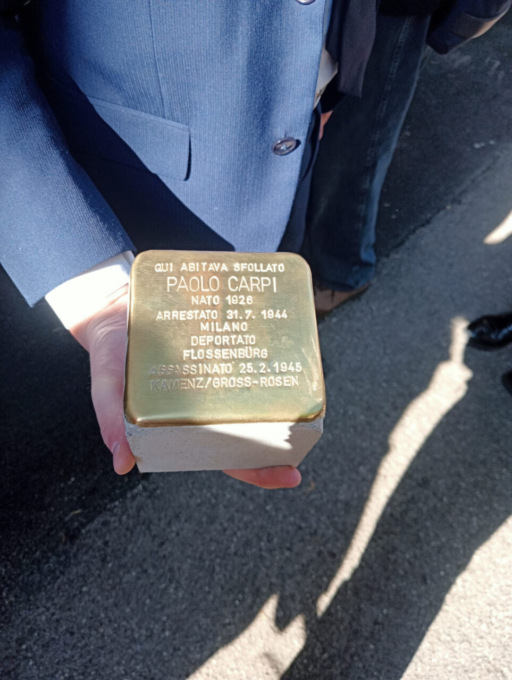 QUI ABITAVA SFOLLATO
PAOLO CARPI
NATO 1926
ARRESTATO 31.7.1944
MILANO
DEPORTATO
FLOSSENBÜRG
ASSASSINATO 25.2.1945
KAMENZ/GROSS-ROSEN